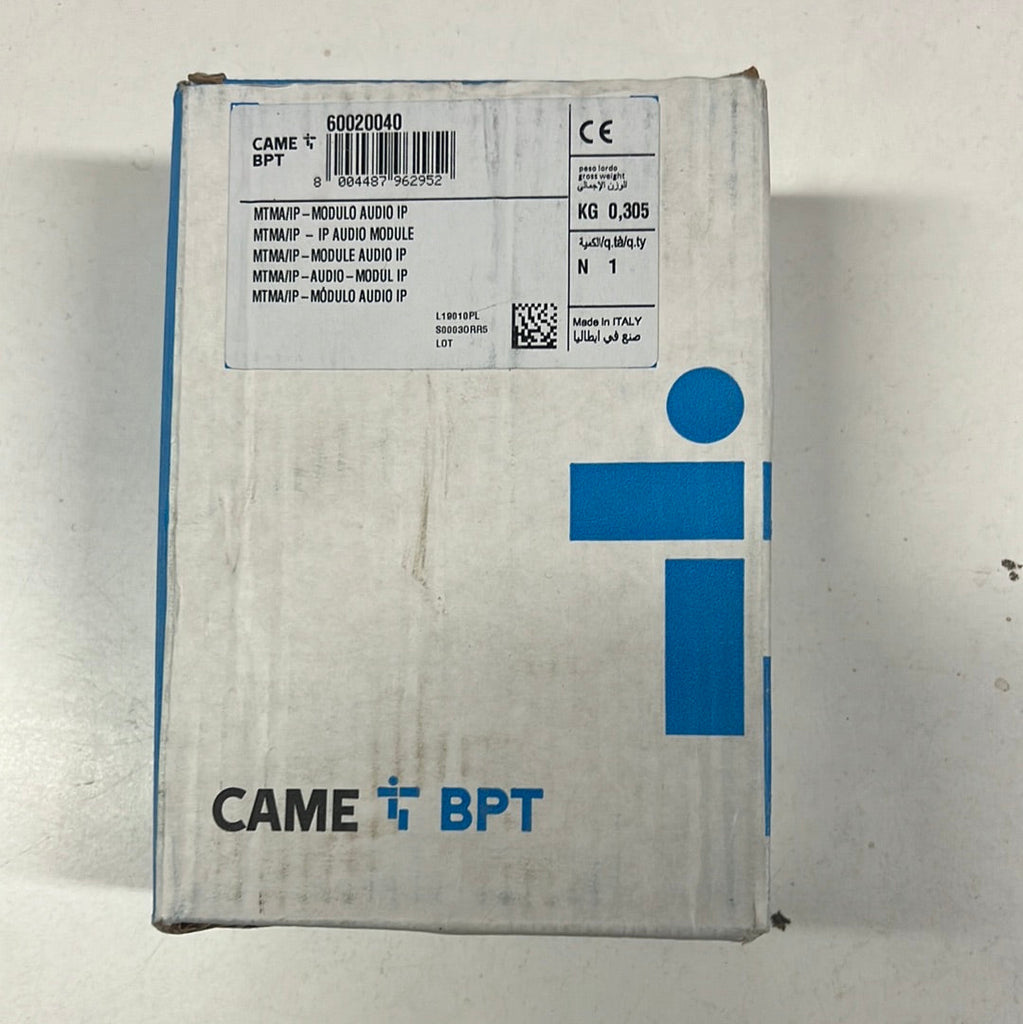 60020040
CAME BPT
8 004487 962952
MTMA/IP – MODULO AUDIO IP
MTMA/IP – IP AUDIO MODULE
MTMA/IP – MODULE AUDIO IP
MTMA/IP – AUDIO – MODUL IP
MTMA/IP – MÓDULO AUDIO IP
L19010PL
S00030RR5
LOT
CE
peso lordo
gross weight
الوزن الإجمالي
KG 0,305
الكمية/q.tà/q.ty
N 1
Made in ITALY
صنع في ايطاليا
CAME BPT